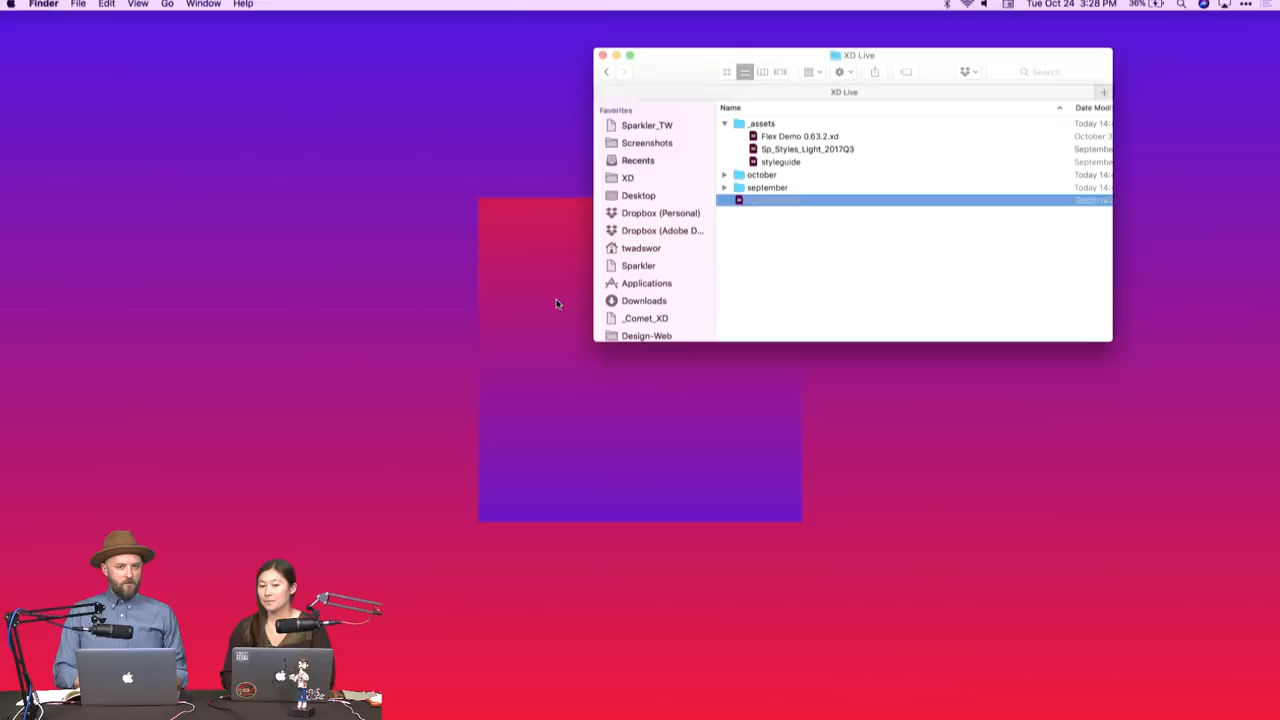 Finder File Edit View Go Window Help
Tue Oct 24 3:28 PM 36%
XD Live
Search
XD Live
Name
Date Modi
Favorites
Sparkler_TW
Screenshots
Recents
XD
Desktop
Dropbox (Personal)
Dropbox (Adobe D...
twadswor
Sparkler
Applications
Downloads
_Comet_XD
Design-Web
_assets
Today 14:
Flex Demo 0.63.2.xd
October 3
Sp_Styles_Light_2017Q3
Septembe
styleguide
Septembe
october
Today 14:
september
Today 14: